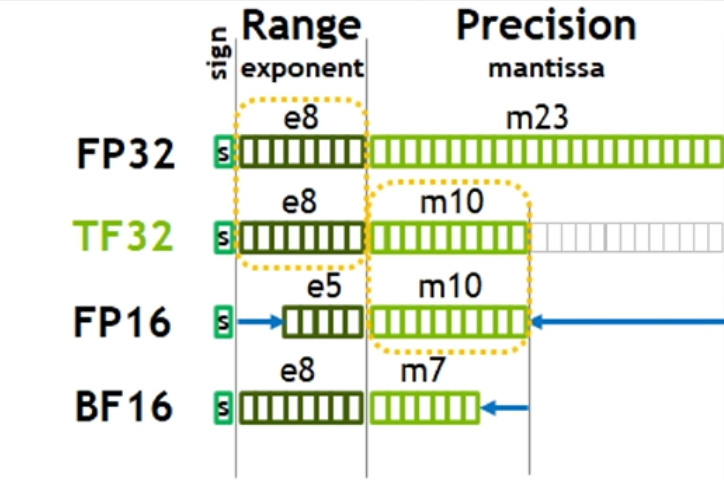 sign
Range
Precision
exponent
mantissa
e8
m23
FP32
s
e8
m10
TF32
s
e5
m10
FP16
s
e8
m7
BF16
s